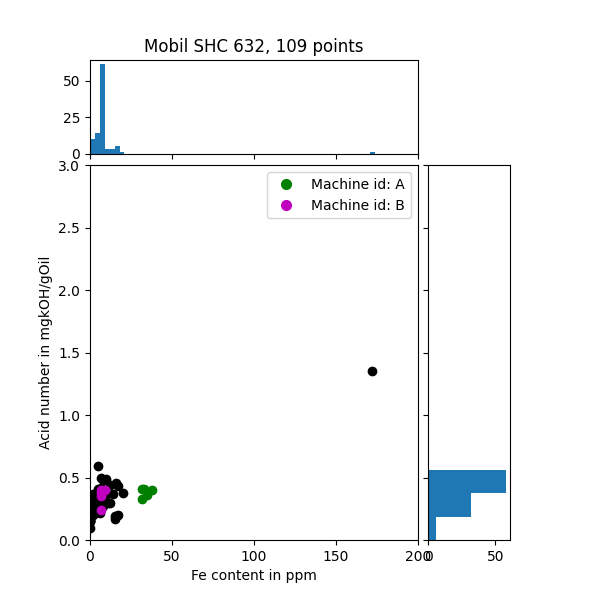 Mobil SHC 632, 109 points
50
25
0
3.0
2.5
2.0
1.5
1.0
0.5
0.0
Acid number in mgkOH/gOil
Machine id: A
Machine id: B
0 50 100 150 200
0 50
Fe content in ppm